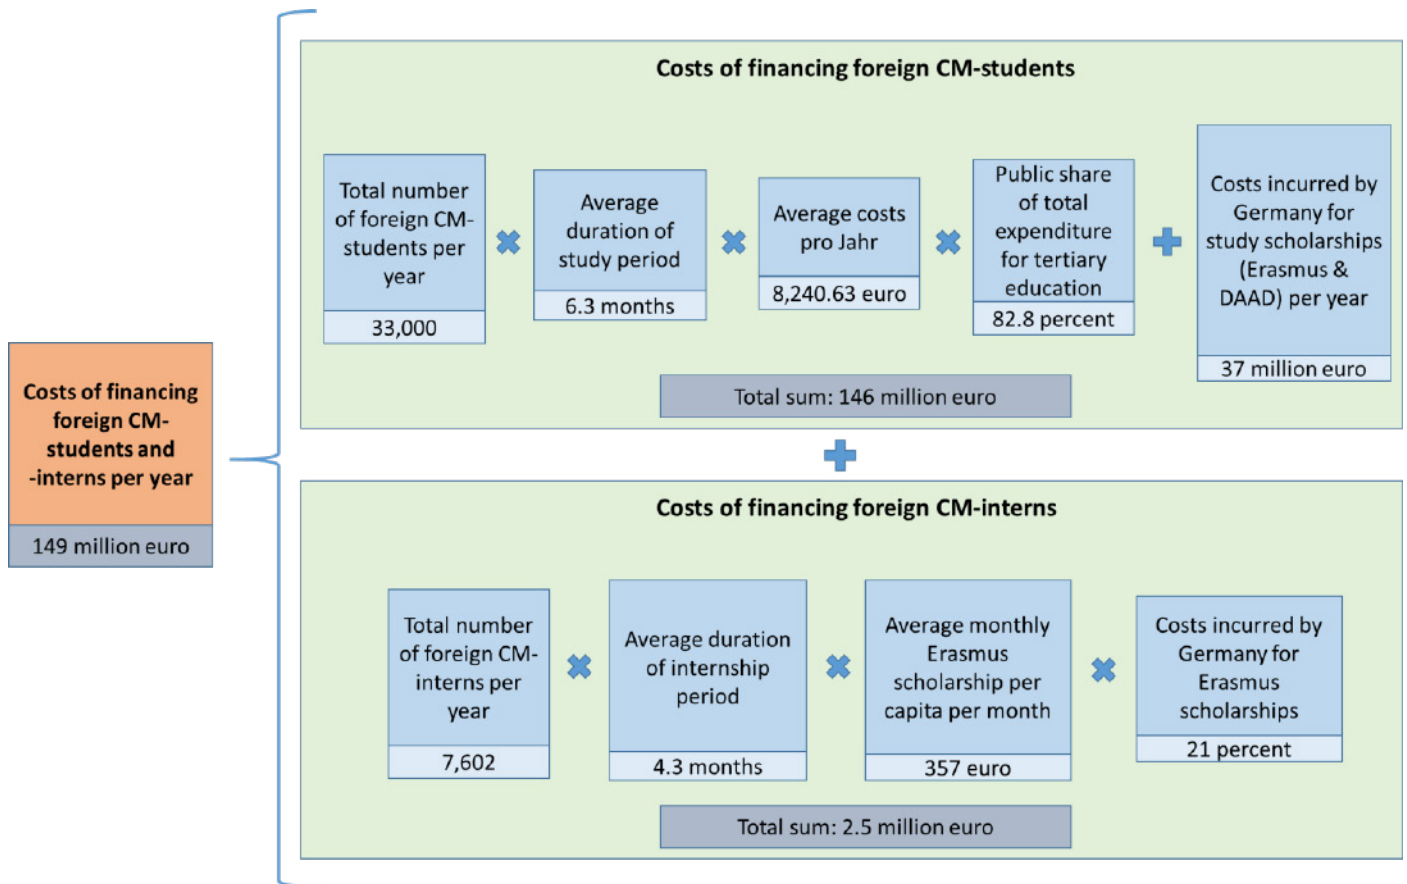 Costs of financing
foreign CM-
students and
-interns per year
149 million euro
Costs of financing foreign CM-students
Total number
of foreign CM-
students per
year
33,000
Average
duration of
study period
6.3 months
Average costs
pro Jahr
8,240.63 euro
Public share
of total
expenditure
for tertiary
education
82.8 percent
Costs incurred by
Germany for
study scholarships
(Erasmus &
DAAD) per year
37 million euro
Total sum: 146 million euro
Costs of financing foreign CM-interns
Total number
of foreign CM-
interns per
year
7,602
Average duration
of internship
period
4.3 months
Average monthly
Erasmus
scholarship per
capita per month
357 euro
Costs incurred by
Germany for
Erasmus
scholarships
21 percent
Total sum: 2.5 million euro